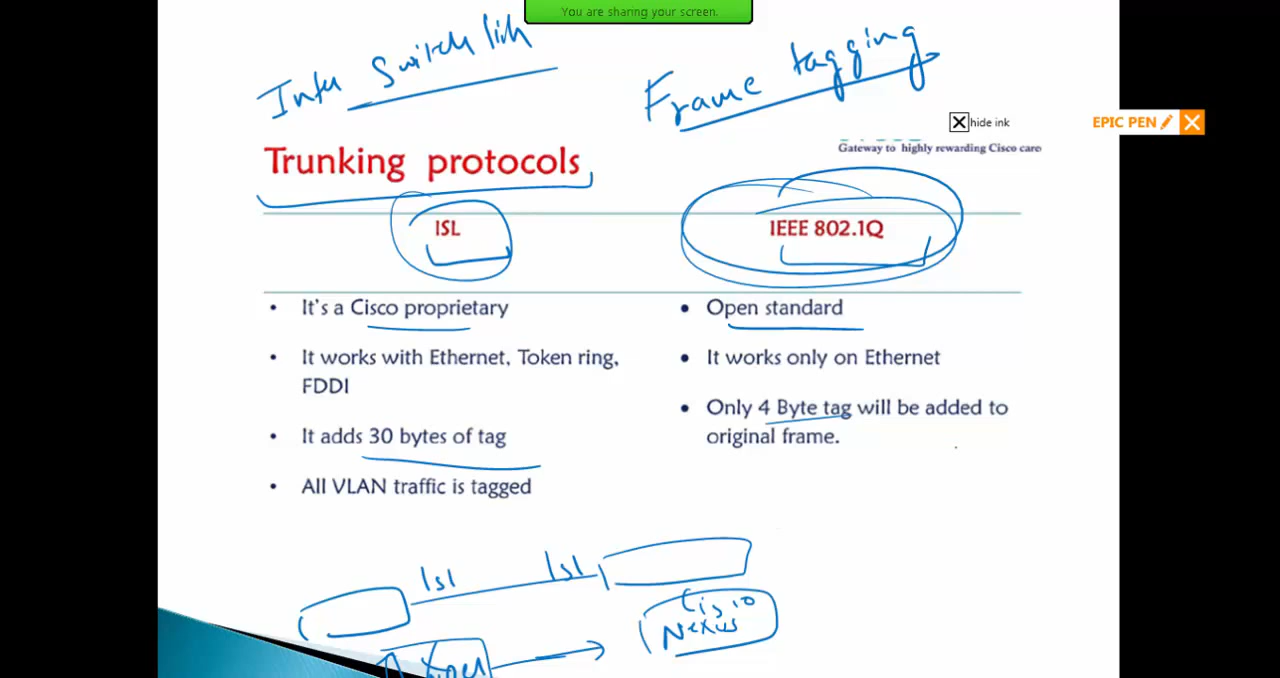 You are sharing your screen.
Inter Switch link
Frame tagging
hide ink
EPIC PEN
Gateway to highly rewarding Cisco care
Trunking protocols
ISL
IEEE 802.1Q
• It's a Cisco proprietary
• It works with Ethernet, Token ring,
FDDI
• It adds 30 bytes of tag
• All VLAN traffic is tagged
• Open standard
• It works only on Ethernet
• Only 4 Byte tag will be added to
original frame.
Isl
Isl
Cisco
Nexus